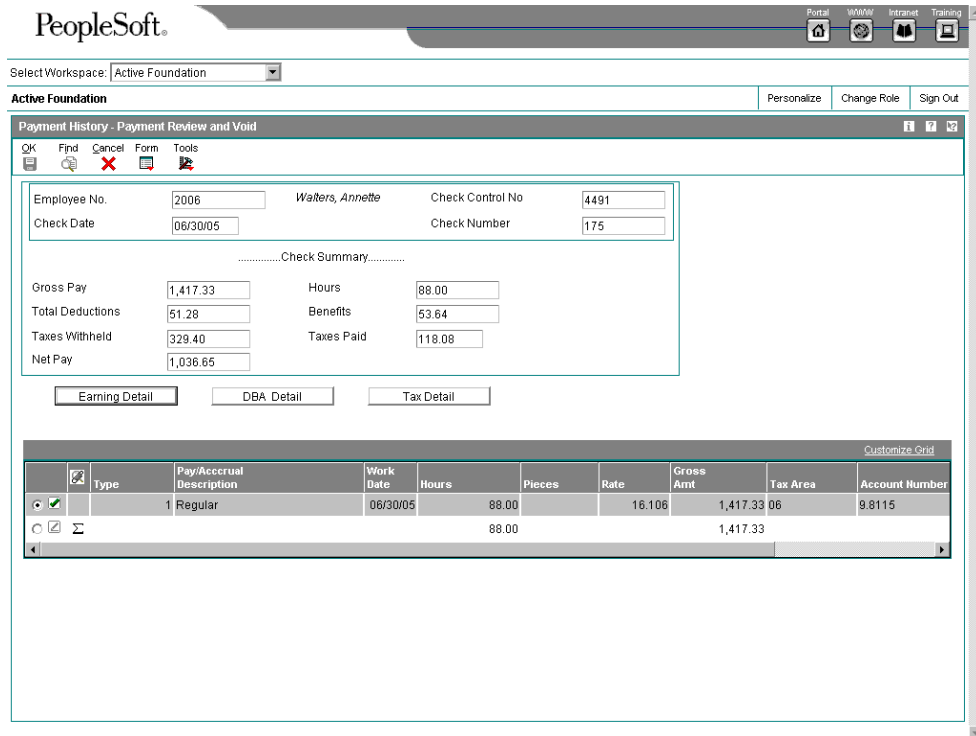 Portal WWW Intranet Training
PeopleSoft®
Select Workspace: Active Foundation
Active Foundation Personalize Change Role Sign Out
Payment History - Payment Review and Void
OK Find Cancel Form Tools
Employee No. 2006 Walters, Annette Check Control No 4491
Check Date 06/30/05 Check Number 175
..............Check Summary............
Gross Pay 1,417.33 Hours 88.00
Total Deductions 51.28 Benefits 53.64
Taxes Withheld 329.40 Taxes Paid 118.08
Net Pay 1,036.65
Earning Detail DBA Detail Tax Detail
Customize Grid
Type Pay/Acccrual Description Work Date Hours Pieces Rate Gross Amt Tax Area Account Number
1 Regular 06/30/05 88.00 16.106 1,417.33 06 9.8115
Σ 88.00 1,417.33